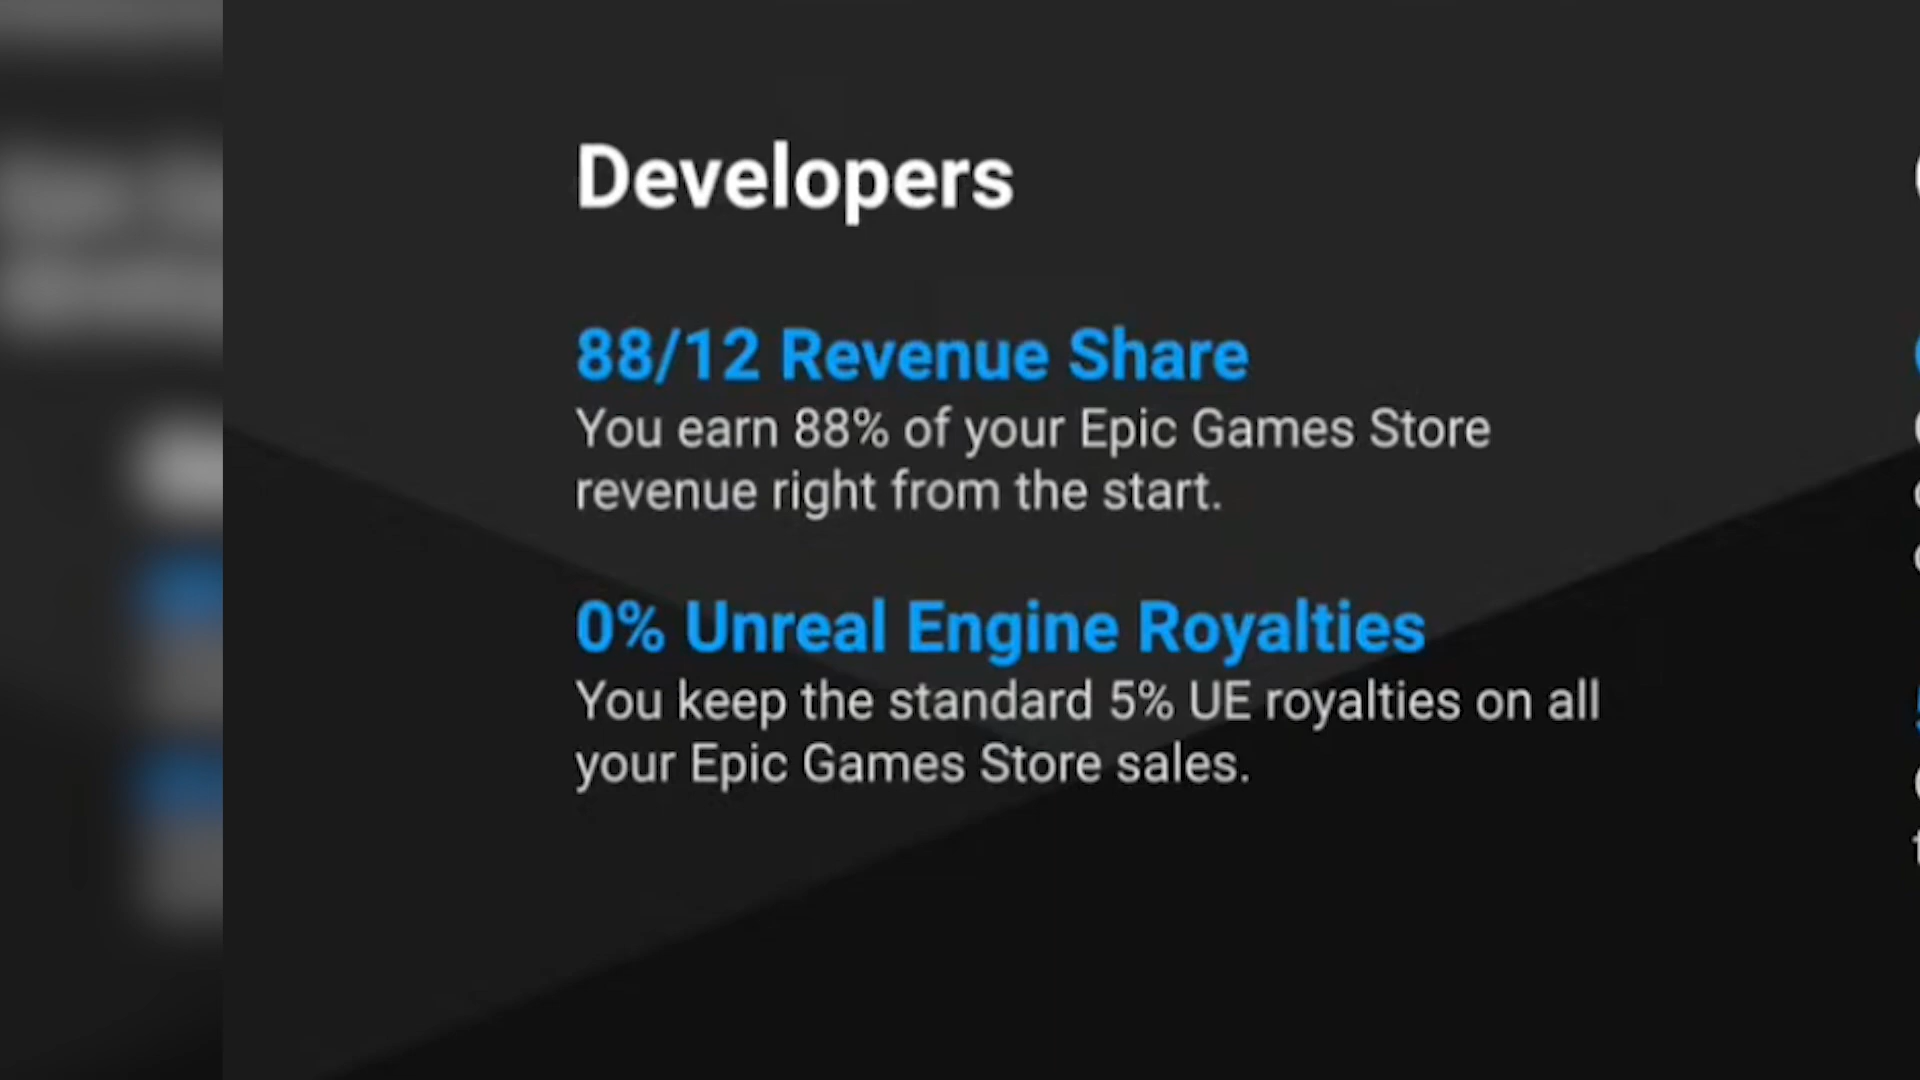 Developers
88/12 Revenue Share
You earn 88% of your Epic Games Store
revenue right from the start.
0% Unreal Engine Royalties
You keep the standard 5% UE royalties on all
your Epic Games Store sales.